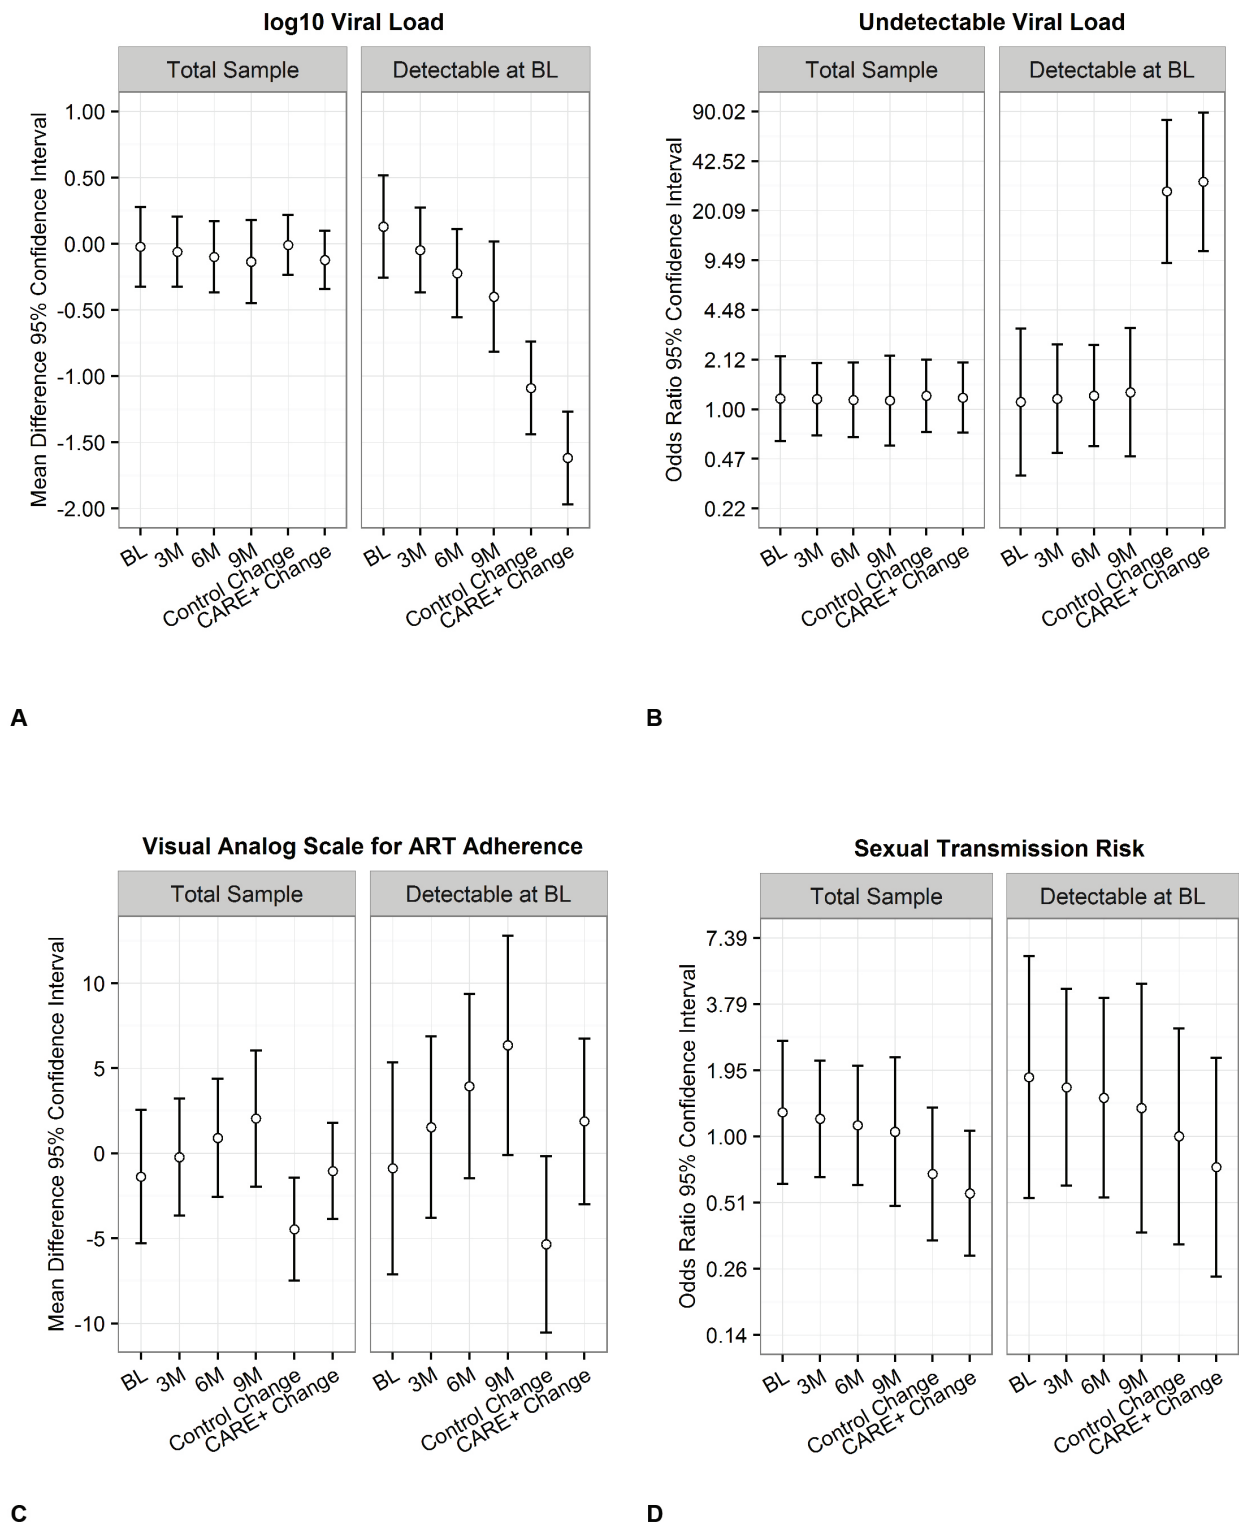 log10 Viral Load
Total Sample
Detectable at BL
Mean Difference 95% Confidence Interval
1.00
0.50
0.00
-0.50
-1.00
-1.50
-2.00
BL
3M
6M
9M
Control Change
CARE+ Change
BL
3M
6M
9M
Control Change
CARE+ Change
A
Undetectable Viral Load
Total Sample
Detectable at BL
Odds Ratio 95% Confidence Interval
90.02
42.52
20.09
9.49
4.48
2.12
1.00
0.47
0.22
BL
3M
6M
9M
Control Change
CARE+ Change
BL
3M
6M
9M
Control Change
CARE+ Change
B
Visual Analog Scale for ART Adherence
Total Sample
Detectable at BL
Mean Difference 95% Confidence Interval
10
5
0
-5
-10
BL
3M
6M
9M
Control Change
CARE+ Change
BL
3M
6M
9M
Control Change
CARE+ Change
C
Sexual Transmission Risk
Total Sample
Detectable at BL
Odds Ratio 95% Confidence Interval
7.39
3.79
1.95
1.00
0.51
0.26
0.14
BL
3M
6M
9M
Control Change
CARE+ Change
BL
3M
6M
9M
Control Change
CARE+ Change
D